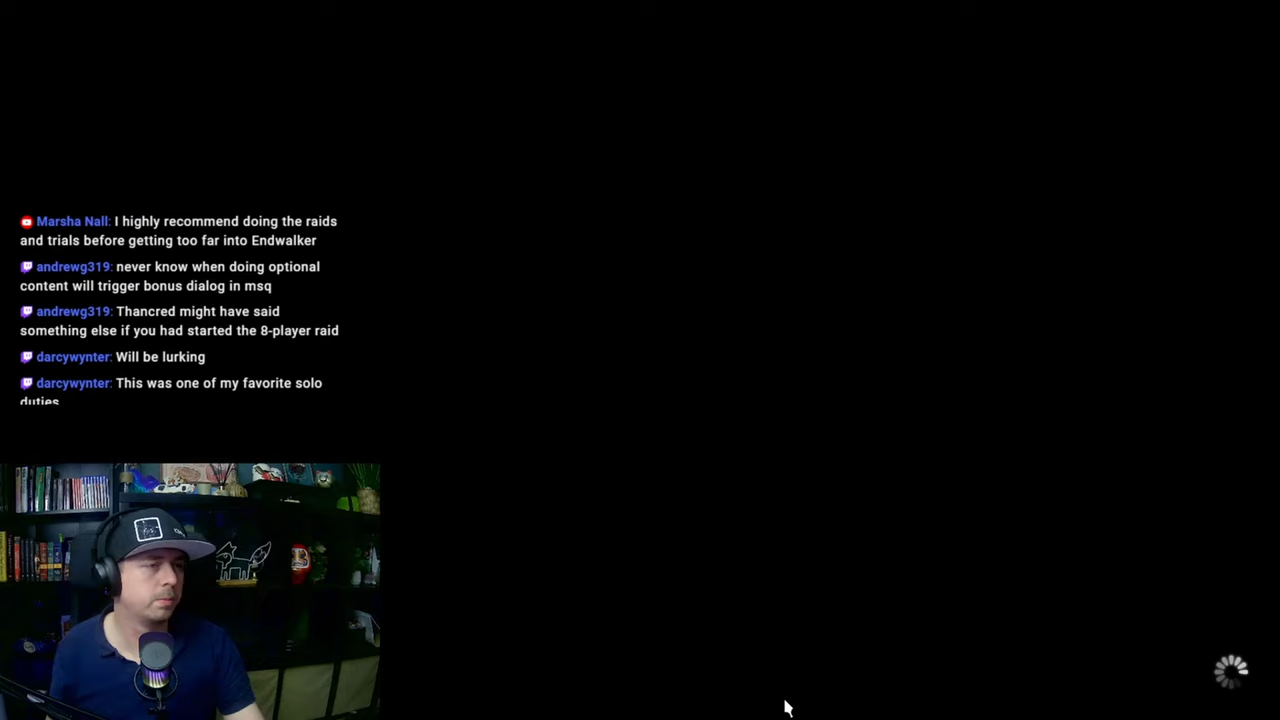 Marsha Nall: I highly recommend doing the raids
and trials before getting too far into Endwalker
andrewg319: never know when doing optional
content will trigger bonus dialog in msq
andrewg319: Thancred might have said
something else if you had started the 8-player raid
darcywynter: Will be lurking
darcywynter: This was one of my favorite solo
duties